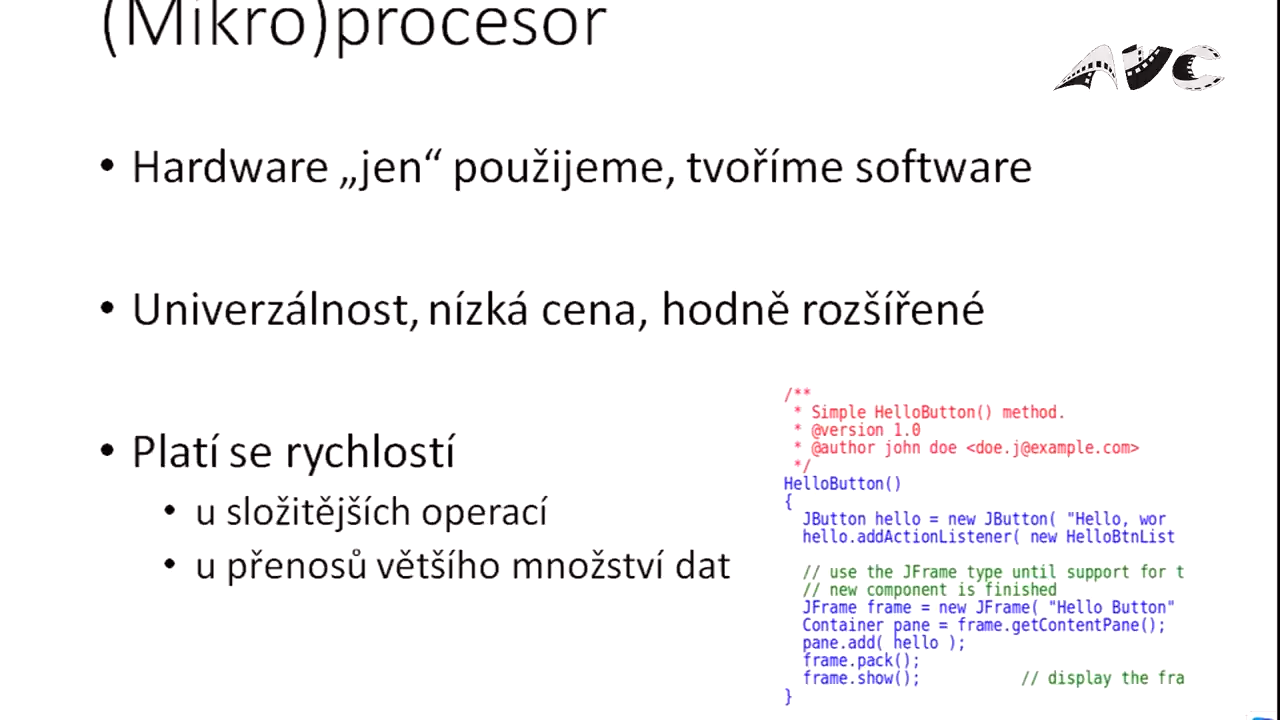 (Mikro)procesor
AVC
• Hardware „jen“ použijeme, tvoříme software
• Univerzálnost, nízká cena, hodně rozšířené
• Platí se rychlostí
• u složitějších operací
• u přenosů většího množství dat
/**
* Simple HelloButton() method.
* @version 1.0
* @author john doe <doe.j@example.com>
*/
HelloButton()
{
JButton hello = new JButton( "Hello, wor
hello.addActionListener( new HelloBtnList
// use the JFrame type until support for t
// new component is finished
JFrame frame = new JFrame( "Hello Button"
Container pane = frame.getContentPane();
pane.add( hello );
frame.pack();
frame.show(); // display the fra
}